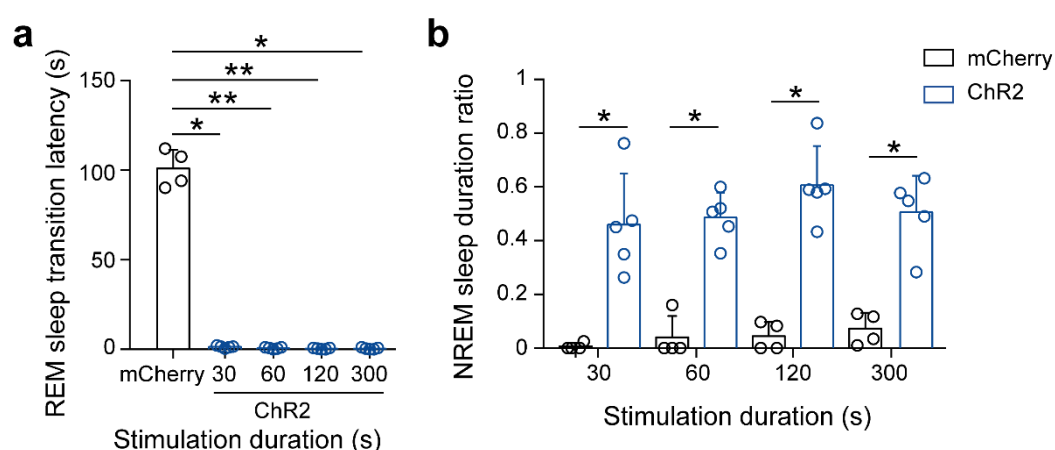 a
REM sleep transition latency (s)
150
100
50
0
*
**
**
*
mCherry 30 60 120 300
ChR2
Stimulation duration (s)
b
NREM sleep duration ratio
1
0.8
0.6
0.4
0.2
0
* * * *
30 60 120 300
Stimulation duration (s)
mCherry
ChR2